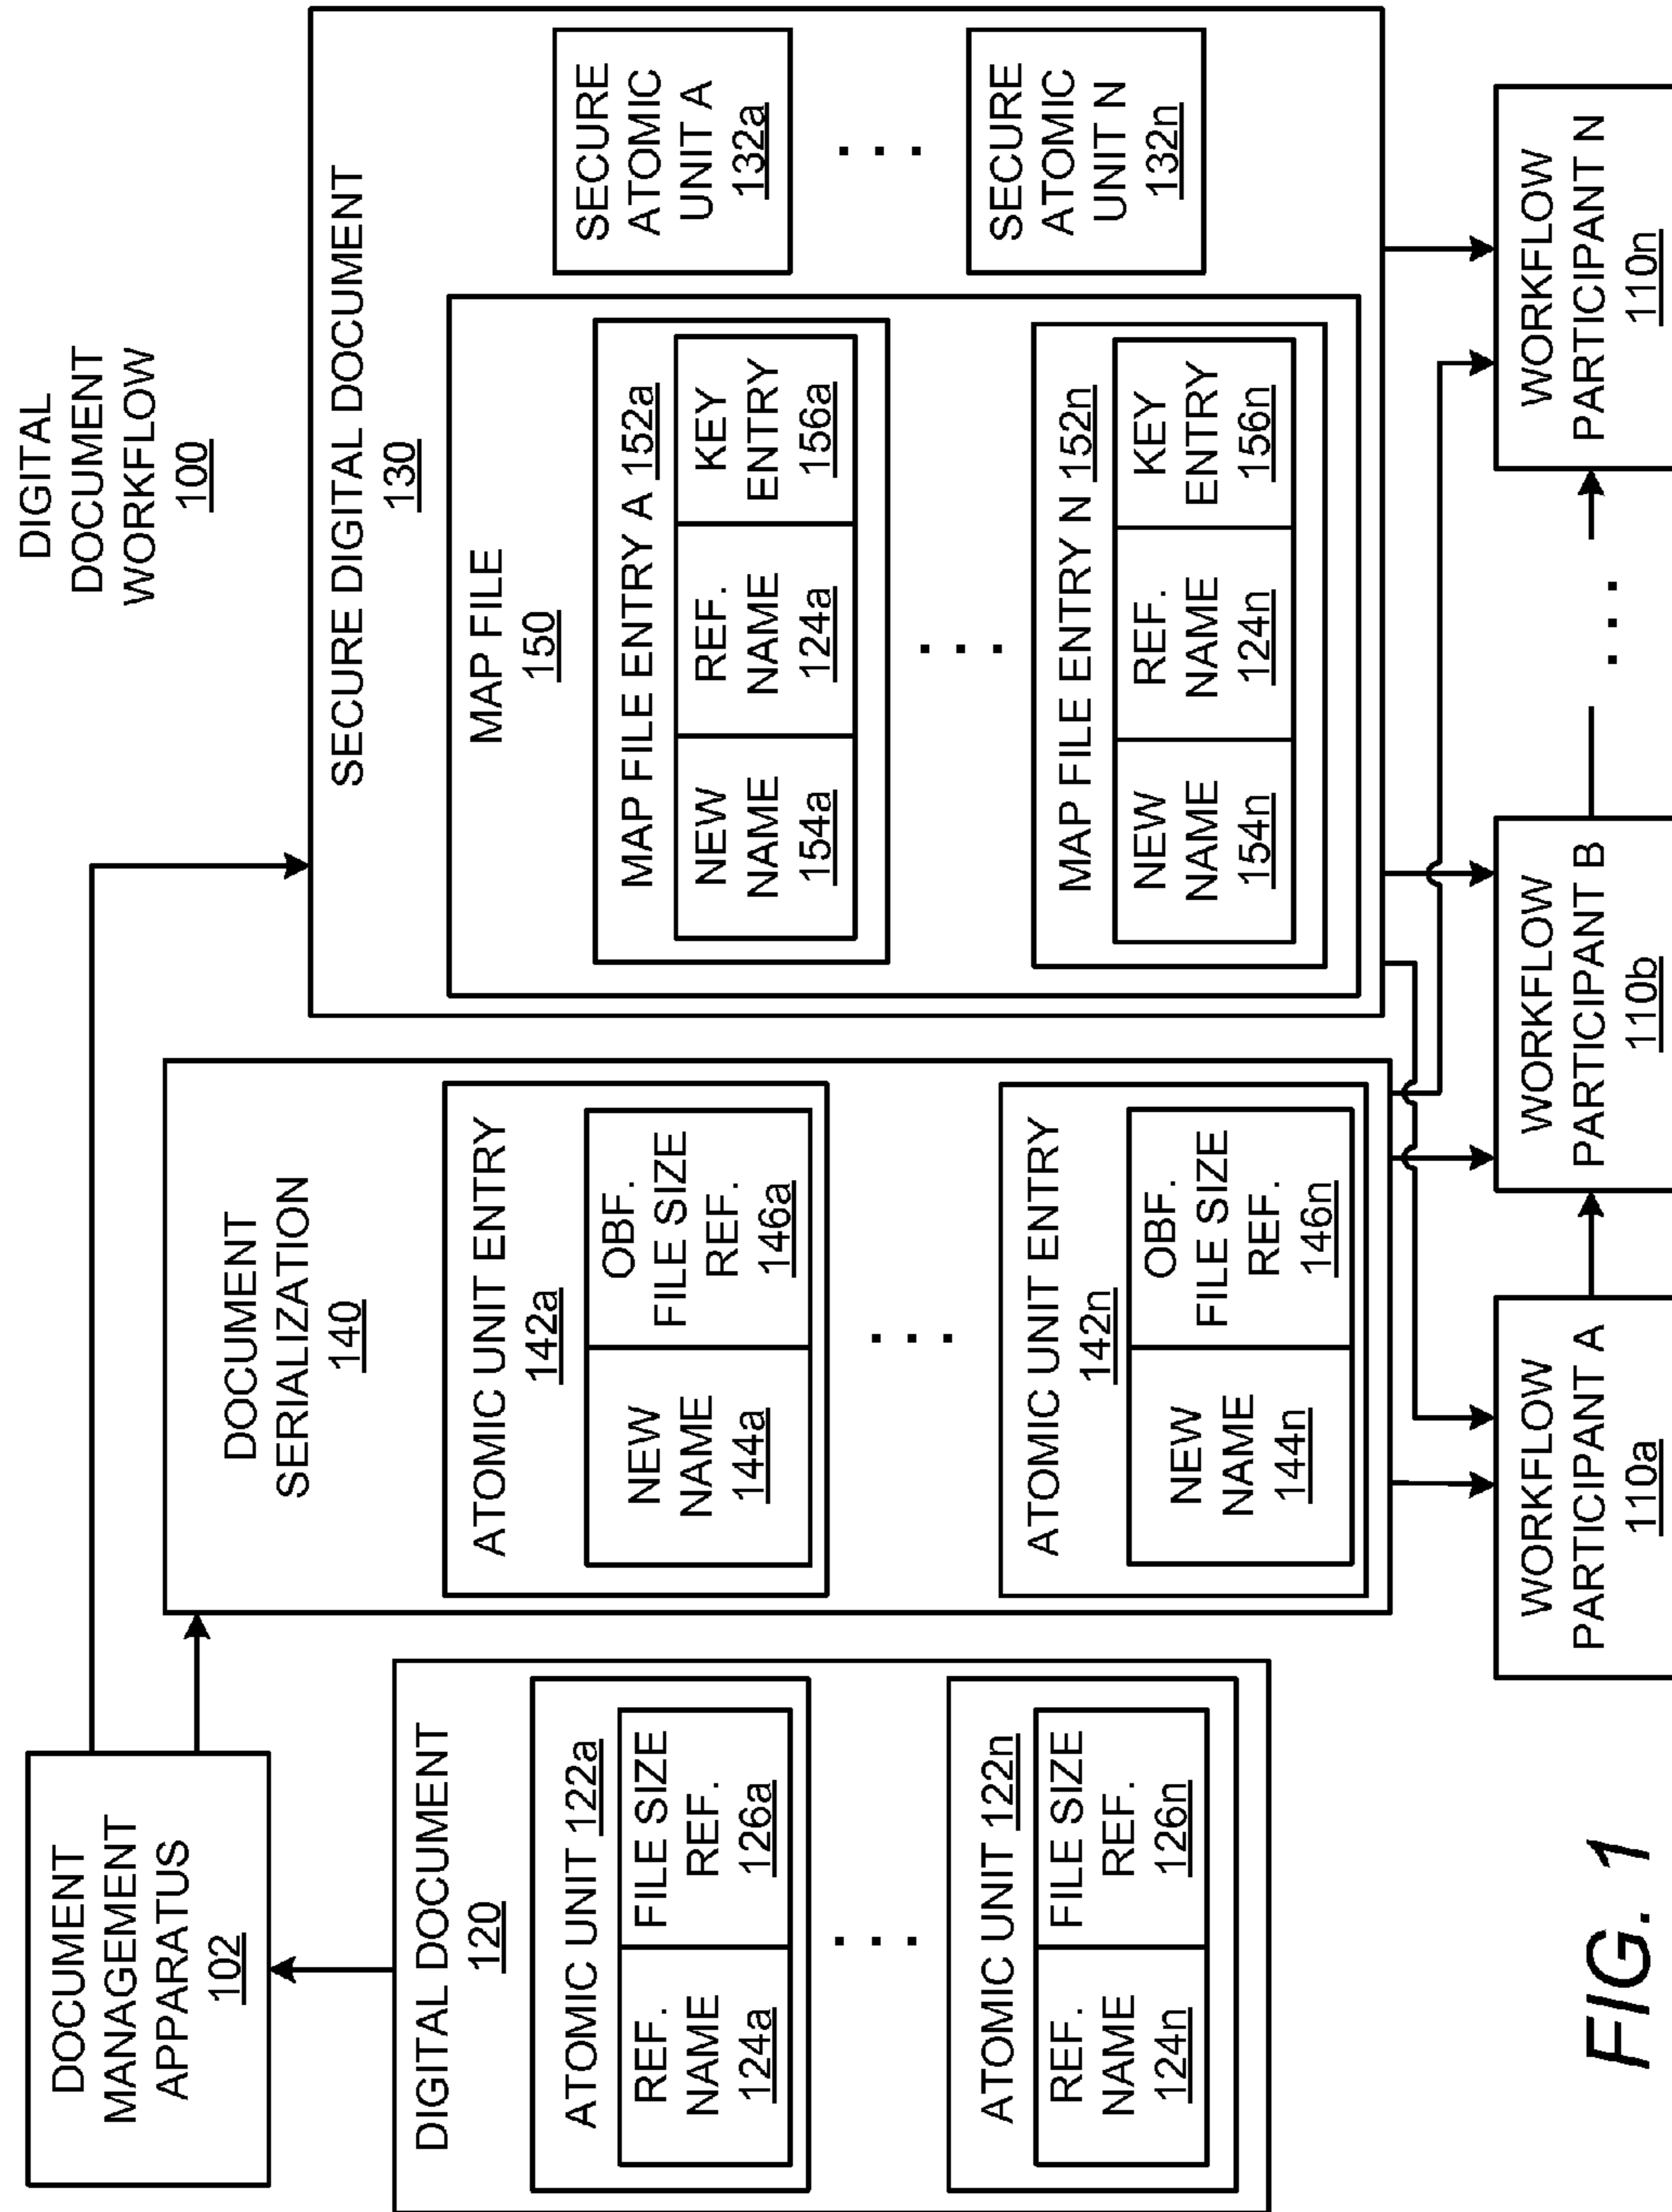 DIGITAL
DOCUMENT
WORKFLOW
100
DOCUMENT
MANAGEMENT
APPARATUS
102
DIGITAL DOCUMENT
120
ATOMIC UNIT 122a
REF.
NAME
124a
FILE SIZE
REF.
126a
. . .
ATOMIC UNIT 122n
REF.
NAME
124n
FILE SIZE
REF.
126n
DOCUMENT
SERIALIZATION
140
ATOMIC UNIT ENTRY
142a
NEW
NAME
144a
OBF.
FILE SIZE
REF.
146a
. . .
ATOMIC UNIT ENTRY
142n
NEW
NAME
144n
OBF.
FILE SIZE
REF.
146n
SECURE DIGITAL DOCUMENT
130
MAP FILE
150
MAP FILE ENTRY A 152a
NEW
NAME
154a
REF.
NAME
124a
KEY
ENTRY
156a
. . .
MAP FILE ENTRY N 152n
NEW
NAME
154n
REF.
NAME
124n
KEY
ENTRY
156n
SECURE
ATOMIC
UNIT A
132a
. . .
SECURE
ATOMIC
UNIT N
132n
WORKFLOW
PARTICIPANT A
110a
WORKFLOW
PARTICIPANT B
110b
. . .
WORKFLOW
PARTICIPANT N
110n
FIG. 1